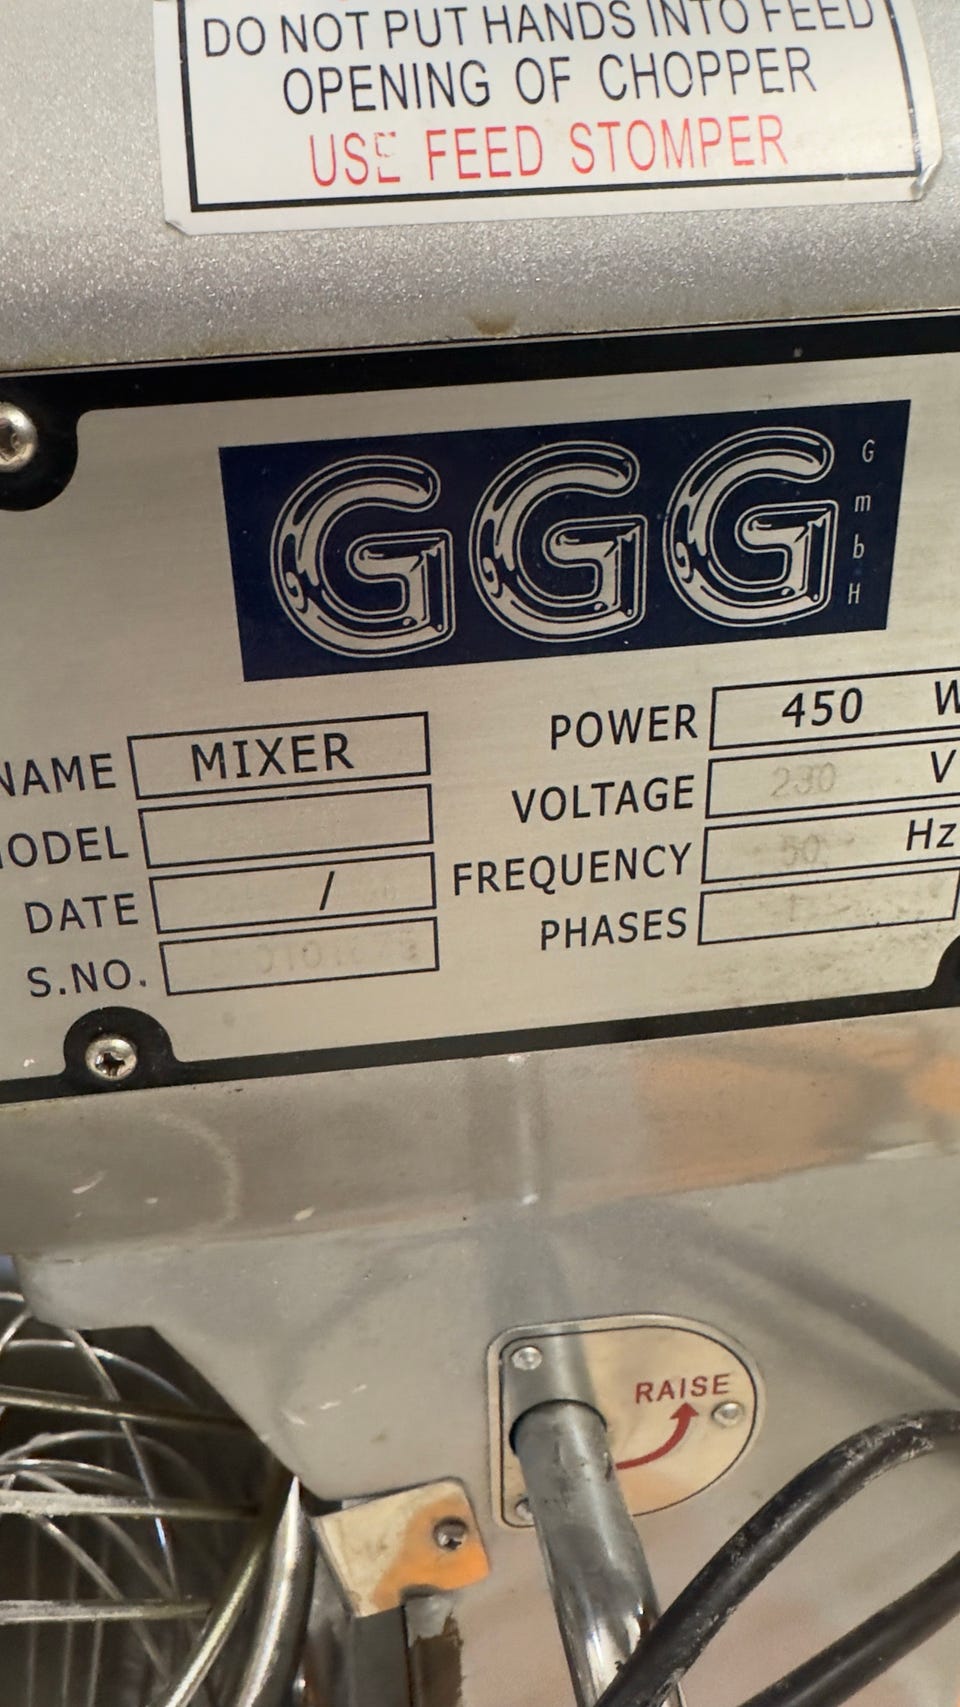 DO NOT PUT HANDS INTO FEED
OPENING OF CHOPPER
USE FEED STOMPER
GGG
GmbH
NAME MIXER
MODEL
DATE /
S.NO.
POWER 450 W
VOLTAGE 230 V
FREQUENCY 50 Hz
PHASES
RAISE